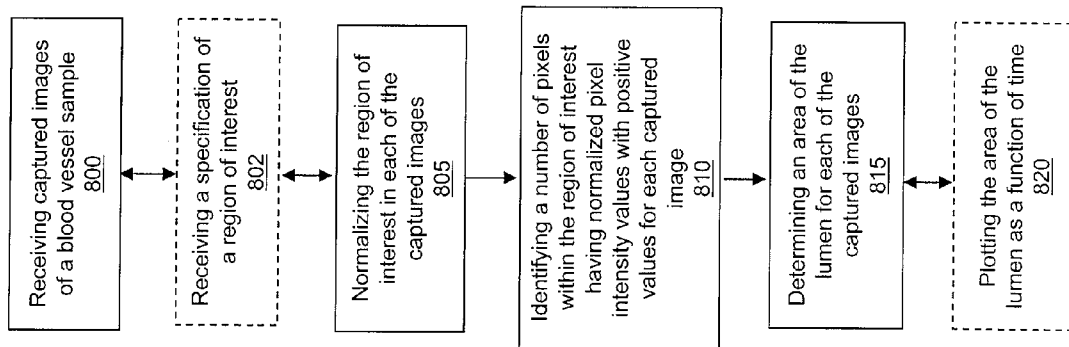 Receiving captured images
of a blood vessel sample
800
Receiving a specification of
a region of interest
802
Normalizing the region of
interest in each of the
captured images
805
Identifying a number of pixels
within the region of interest
having normalized pixel
intensity values with positive
values for each captured
image
810
Determining an area of the
lumen for each of the
captured images
815
Plotting the area of the
lumen as a function of time
820